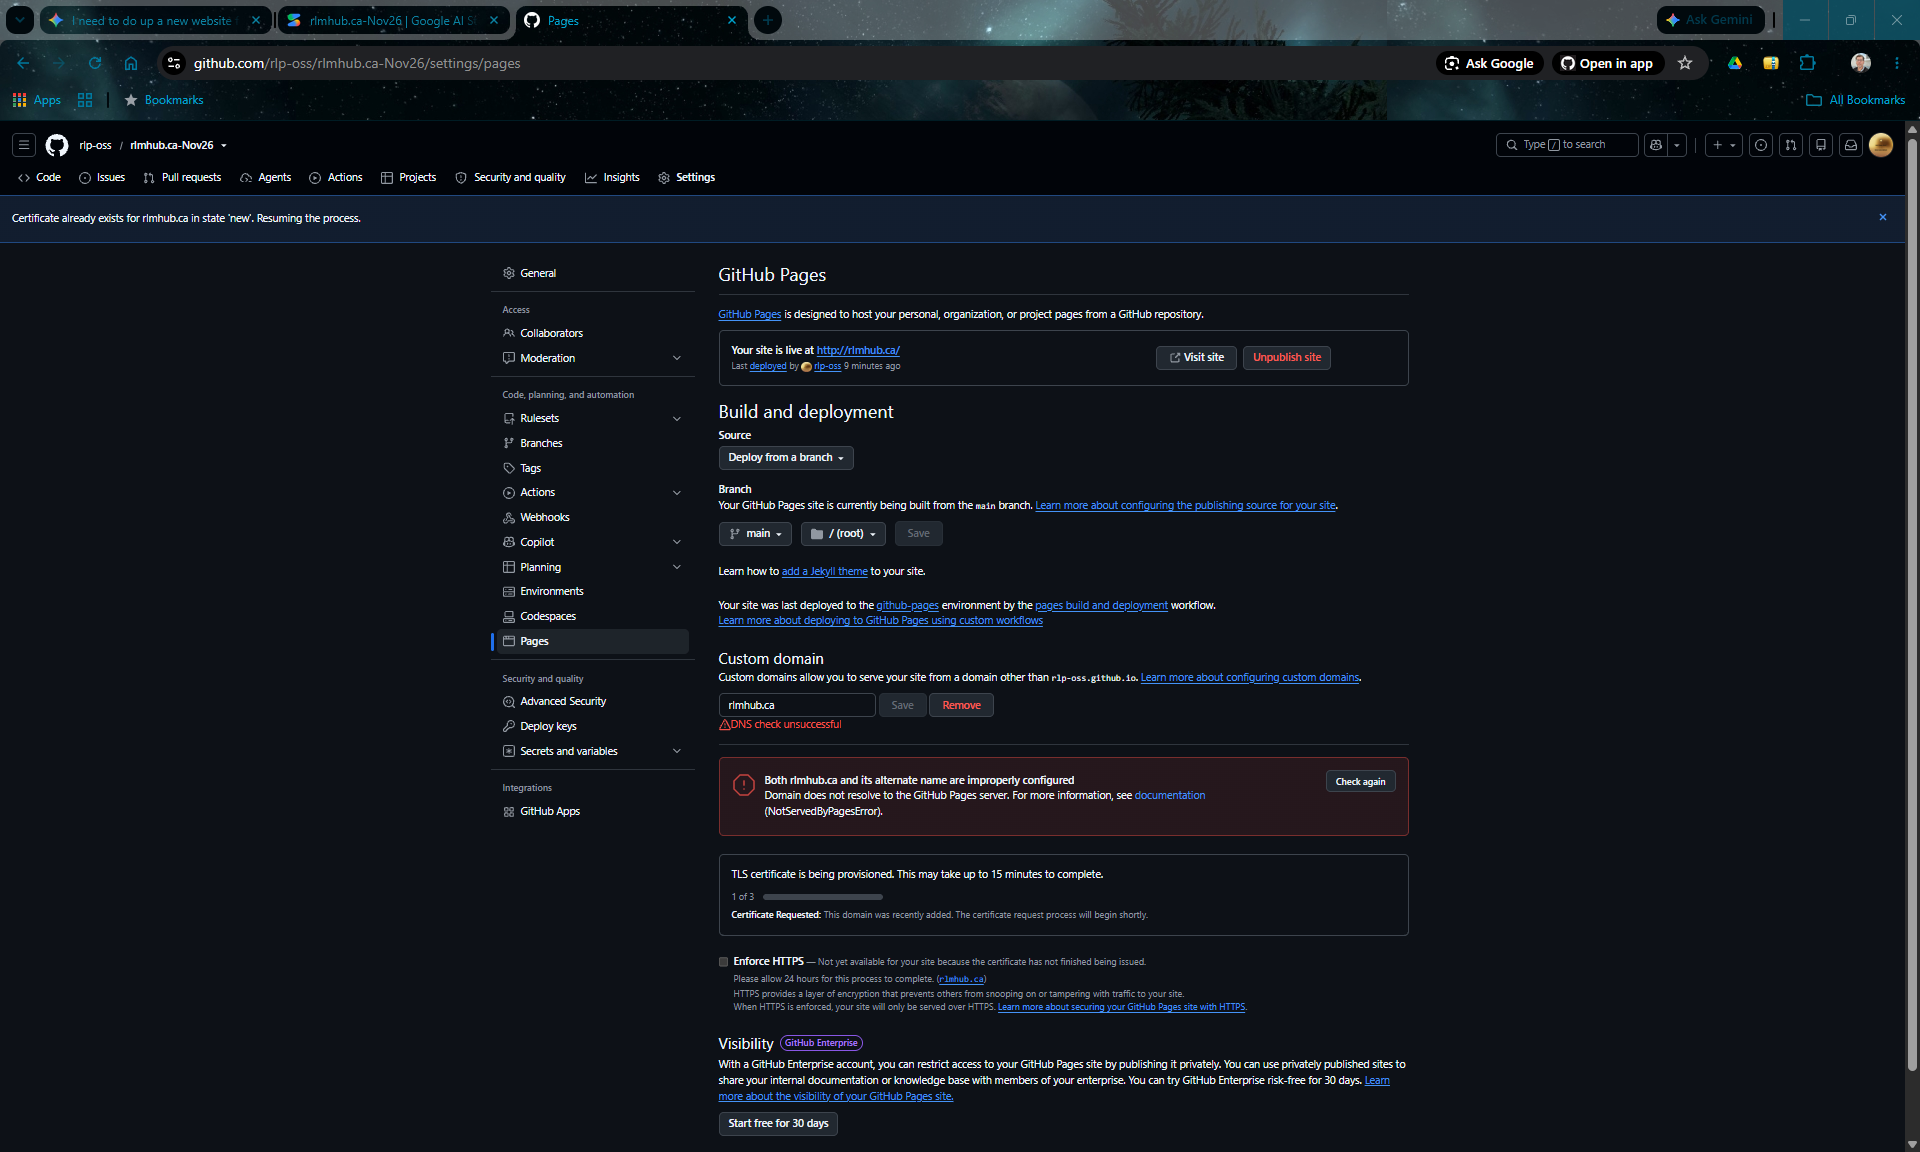 I need to do up a new website
rlmhub.ca-Nov26 | Google AI S
Pages
Ask Gemini
github.com/rlp-oss/rlmhub.ca-Nov26/settings/pages
Ask Google
Open in app
Apps
Bookmarks
All Bookmarks
rlp-oss / rlmhub.ca-Nov26
Type / to search
Code
Issues
Pull requests
Agents
Actions
Projects
Security and quality
Insights
Settings
Certificate already exists for rlmhub.ca in state 'new'. Resuming the process.
General
Access
Collaborators
Moderation
Code, planning, and automation
Rulesets
Branches
Tags
Actions
Webhooks
Copilot
Planning
Environments
Codespaces
Pages
Security and quality
Advanced Security
Deploy keys
Secrets and variables
Integrations
GitHub Apps
GitHub Pages
GitHub Pages is designed to host your personal, organization, or project pages from a GitHub repository.
Your site is live at http://rlmhub.ca/
Last deployed by rlp-oss 9 minutes ago
Visit site
Unpublish site
Build and deployment
Source
Deploy from a branch
Branch
Your GitHub Pages site is currently being built from the main branch. Learn more about configuring the publishing source for your site.
main
/ (root)
Save
Learn how to add a Jekyll theme to your site.
Your site was last deployed to the github-pages environment by the pages build and deployment workflow.
Learn more about deploying to GitHub Pages using custom workflows
Custom domain
Custom domains allow you to serve your site from a domain other than rlp-oss.github.io. Learn more about configuring custom domains.
rlmhub.ca
Save
Remove
DNS check unsuccessful
Both rlmhub.ca and its alternate name are improperly configured
Domain does not resolve to the GitHub Pages server. For more information, see documentation
(NotServedByPagesError).
Check again
TLS certificate is being provisioned. This may take up to 15 minutes to complete.
1 of 3
Certificate Requested: This domain was recently added. The certificate request process will begin shortly.
Enforce HTTPS — Not yet available for your site because the certificate has not finished being issued.
Please allow 24 hours for this process to complete. (rlmhub.ca)
HTTPS provides a layer of encryption that prevents others from snooping on or tampering with traffic to your site.
When HTTPS is enforced, your site will only be served over HTTPS. Learn more about securing your GitHub Pages site with HTTPS.
Visibility
GitHub Enterprise
With a GitHub Enterprise account, you can restrict access to your GitHub Pages site by publishing it privately. You can use privately published sites to
share your internal documentation or knowledge base with members of your enterprise. You can try GitHub Enterprise risk-free for 30 days. Learn
more about the visibility of your GitHub Pages site.
Start free for 30 days